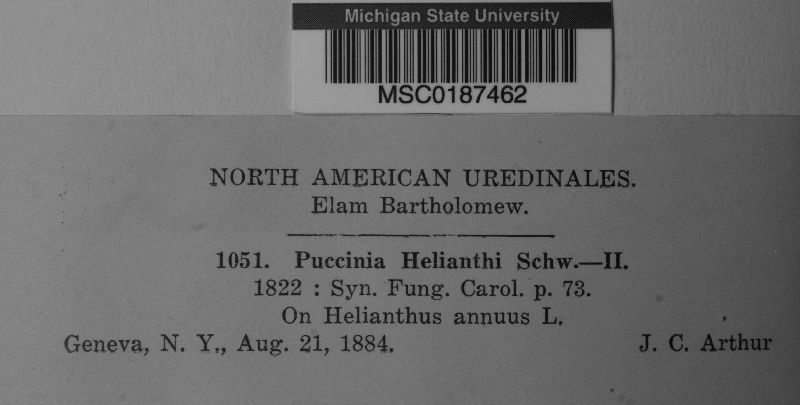 Michigan State University
MSC0187462
NORTH AMERICAN UREDINALES.
Elam Bartholomew.
1051. Puccinia Helianthi Schw.—II.
1822 : Syn. Fung. Carol. p. 73.
On Helianthus annuus L.
Geneva, N. Y., Aug. 21, 1884. J. C. Arthur